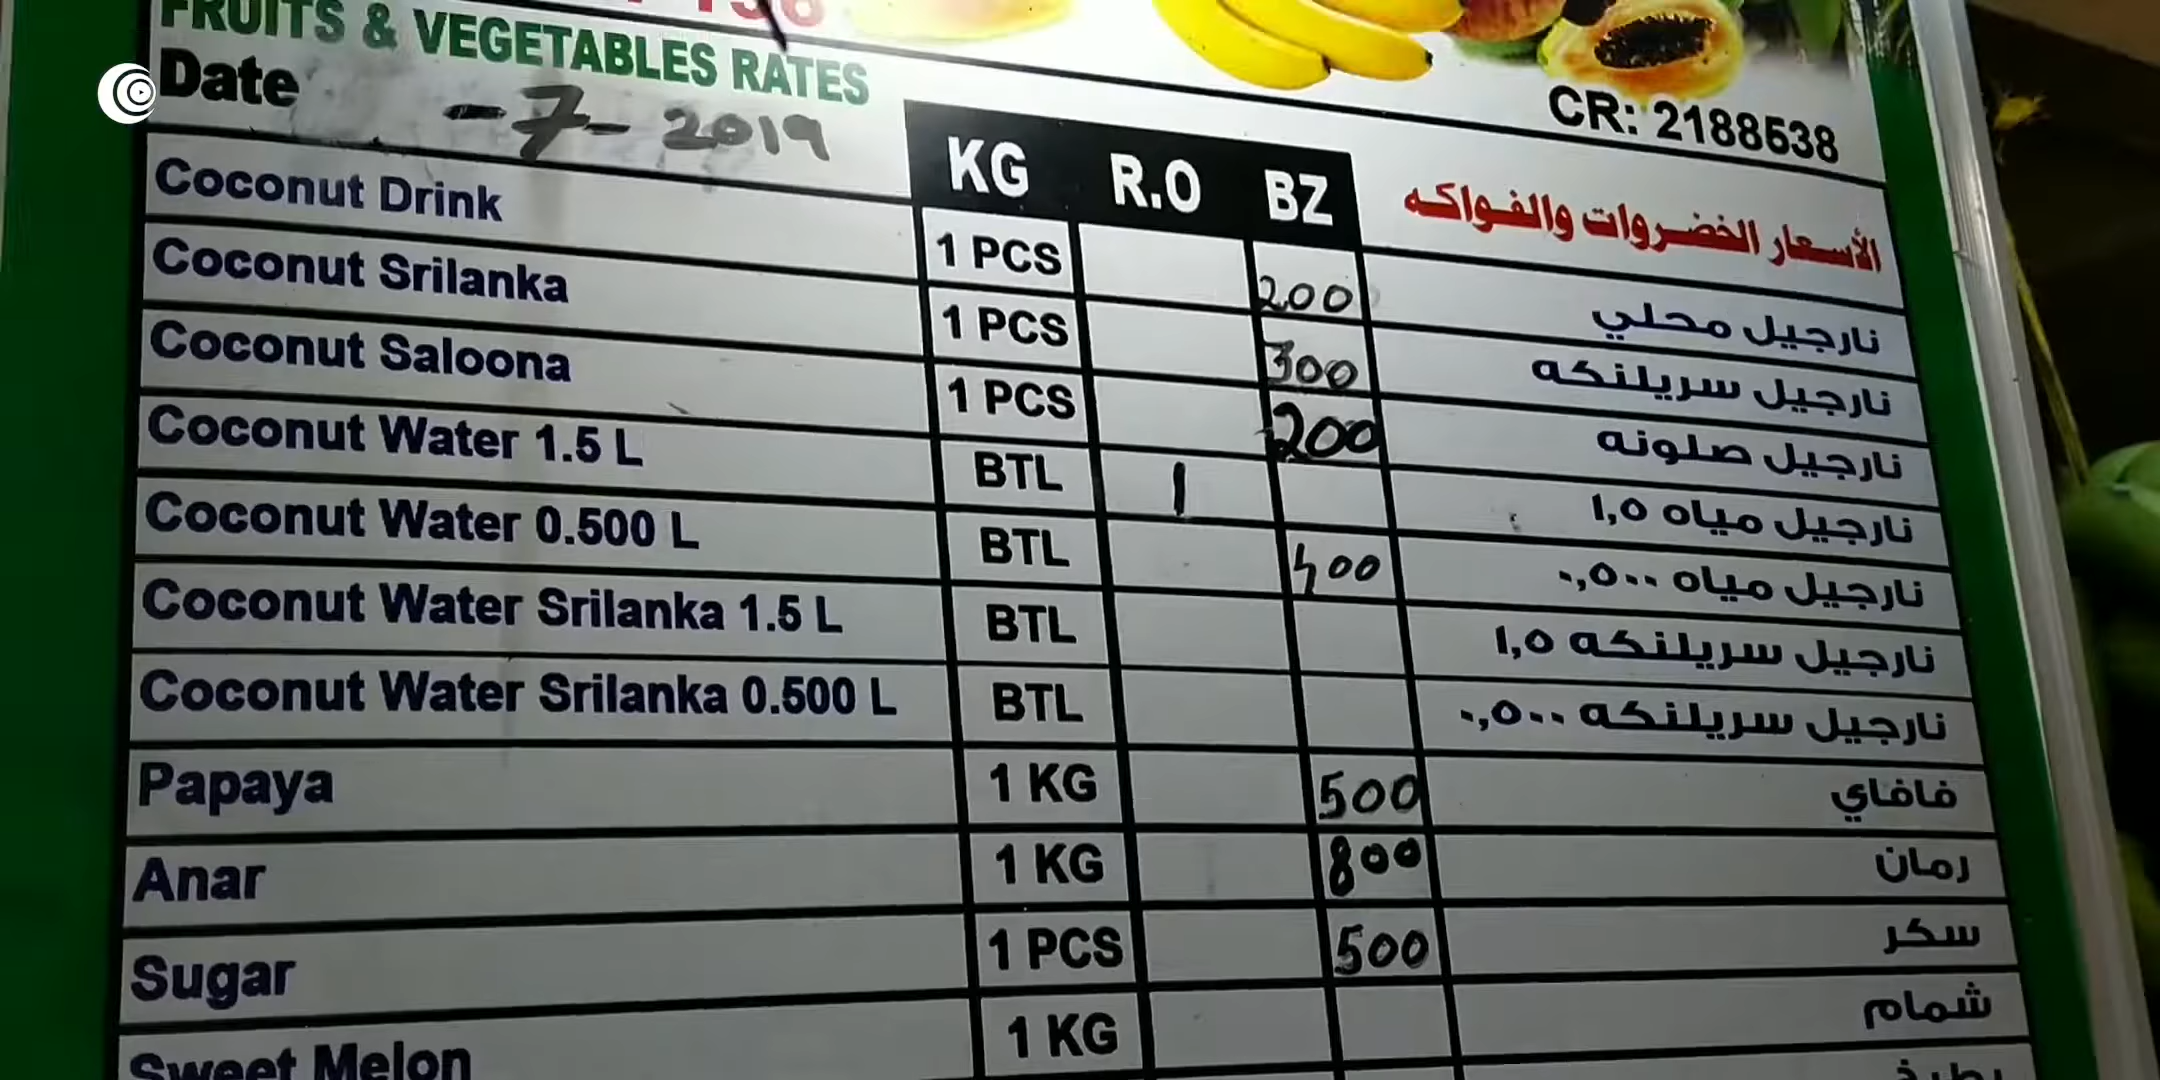 FRUITS & VEGETABLES RATES
CR: 2188538
Date -7-2019
KG R.O BZ الأسعار الخضروات والفواكه
Coconut Drink 1 PCS 200 نارجيل محلي
Coconut Srilanka 1 PCS 300 نارجيل سريلنكه
Coconut Saloona 1 PCS 200 نارجيل صلونه
Coconut Water 1.5 L BTL 1 نارجيل مياه ١,٥
Coconut Water 0.500 L BTL 400 نارجيل مياه ٠,٥٠٠
Coconut Water Srilanka 1.5 L BTL نارجيل سريلنكه ١,٥
Coconut Water Srilanka 0.500 L BTL نارجيل سريلنكه ٠,٥٠٠
Papaya 1 KG 500 فافاي
Anar 1 KG 800 رمان
Sugar 1 PCS 500 سكر
Sweet Melon 1 KG شمام